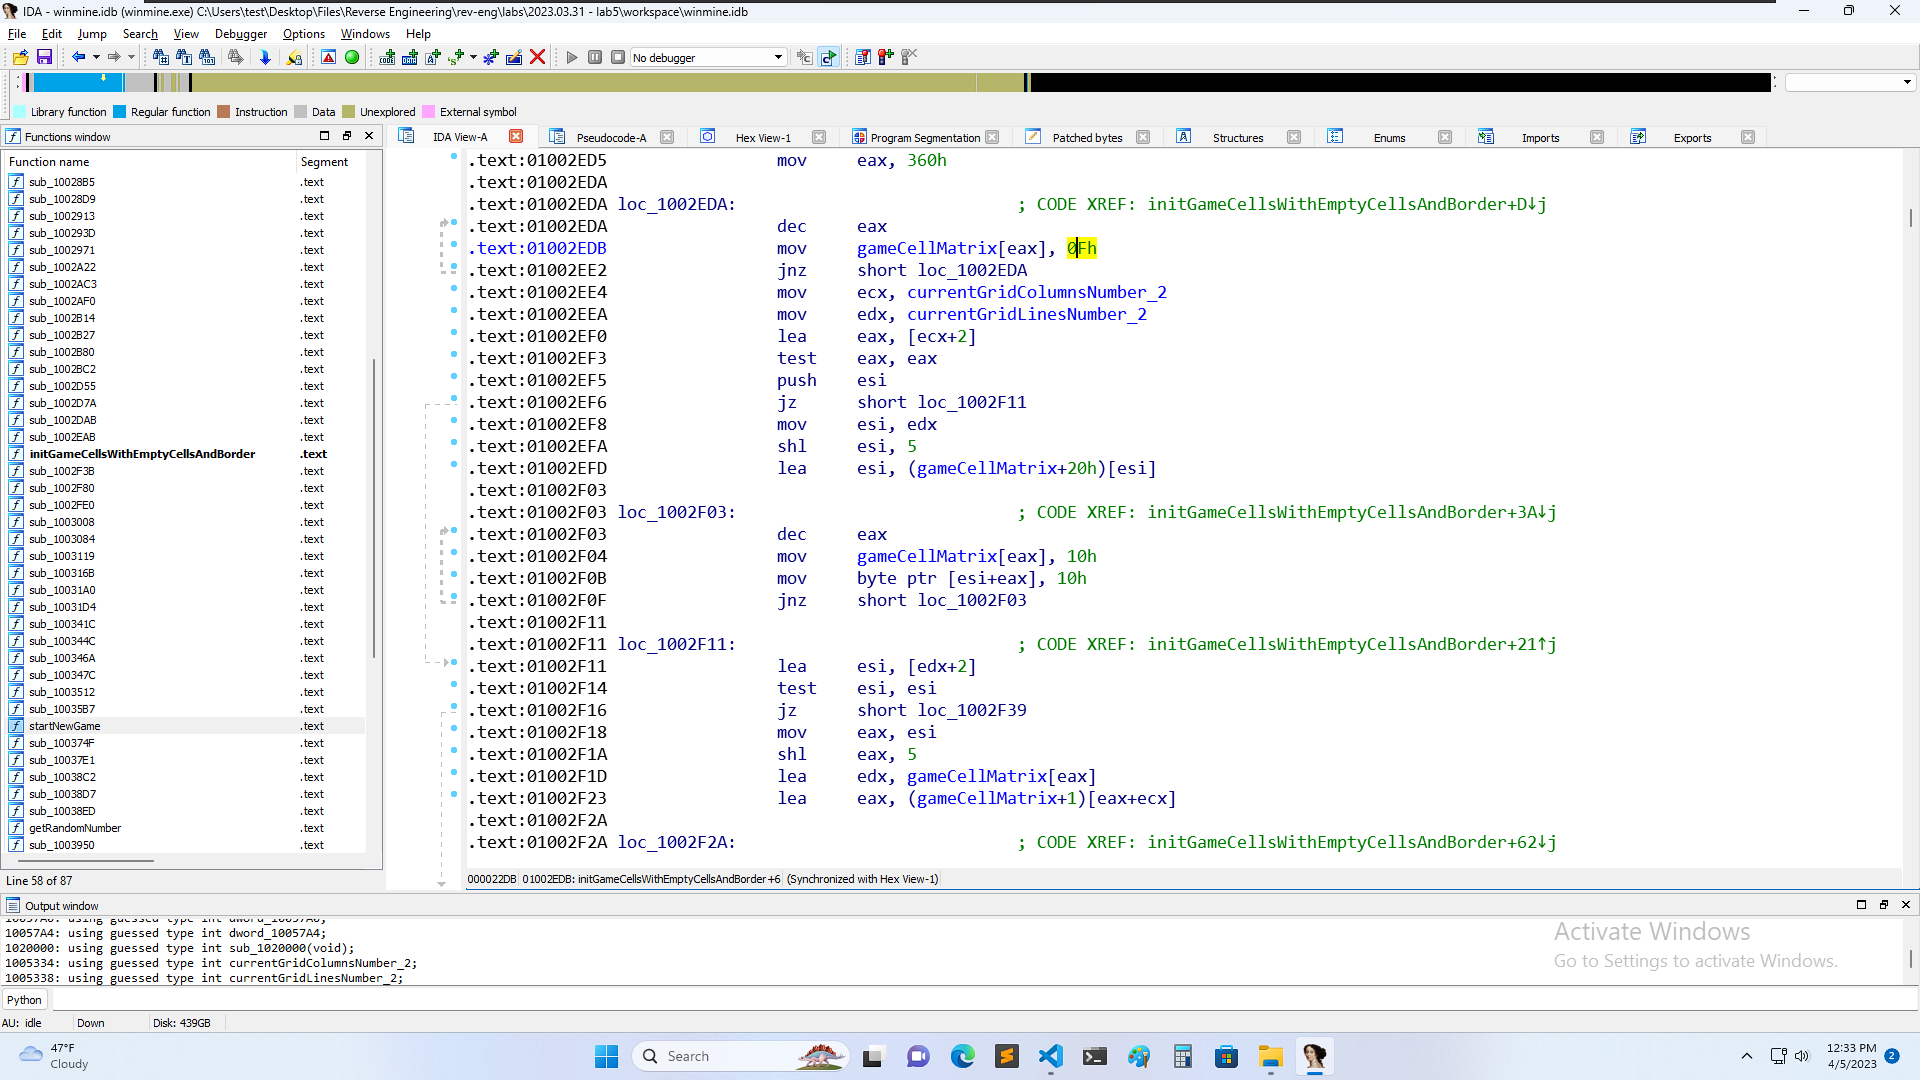 IDA - winmine.idb (winmine.exe) C:\Users\test\Desktop\Files\Reverse Engineering\rev-eng\labs\2023.03.31 - lab5\workspace\winmine.idb
File Edit Jump Search View Debugger Options Windows Help
No debugger
Library function Regular function Instruction Data Unexplored External symbol
Functions window
Function name Segment
sub_10028B5 .text
sub_10028D9 .text
sub_1002913 .text
sub_100293D .text
sub_1002971 .text
sub_1002A22 .text
sub_1002AC3 .text
sub_1002AF0 .text
sub_1002B14 .text
sub_1002B27 .text
sub_1002B80 .text
sub_1002BC2 .text
sub_1002D55 .text
sub_1002D7A .text
sub_1002DAB .text
sub_1002EAB .text
initGameCellsWithEmptyCellsAndBorder .text
sub_1002F3B .text
sub_1002F80 .text
sub_1002FE0 .text
sub_1003008 .text
sub_1003084 .text
sub_1003119 .text
sub_100316B .text
sub_10031A0 .text
sub_10031D4 .text
sub_100341C .text
sub_100344C .text
sub_100346A .text
sub_100347C .text
sub_1003512 .text
sub_10035B7 .text
startNewGame .text
sub_100374F .text
sub_10037E1 .text
sub_10038C2 .text
sub_10038D7 .text
sub_10038ED .text
getRandomNumber .text
sub_1003950 .text
Line 58 of 87
IDA View-A Pseudocode-A Hex View-1 Program Segmentation Patched bytes Structures Enums Imports Exports
.text:01002ED5 mov eax, 360h
.text:01002EDA
.text:01002EDA loc_1002EDA: ; CODE XREF: initGameCellsWithEmptyCellsAndBorder+D↓j
.text:01002EDA dec eax
.text:01002EDB mov gameCellMatrix[eax], 0Fh
.text:01002EE2 jnz short loc_1002EDA
.text:01002EE4 mov ecx, currentGridColumnsNumber_2
.text:01002EEA mov edx, currentGridLinesNumber_2
.text:01002EF0 lea eax, [ecx+2]
.text:01002EF3 test eax, eax
.text:01002EF5 push esi
.text:01002EF6 jz short loc_1002F11
.text:01002EF8 mov esi, edx
.text:01002EFA shl esi, 5
.text:01002EFD lea esi, (gameCellMatrix+20h)[esi]
.text:01002F03
.text:01002F03 loc_1002F03: ; CODE XREF: initGameCellsWithEmptyCellsAndBorder+3A↓j
.text:01002F03 dec eax
.text:01002F04 mov gameCellMatrix[eax], 10h
.text:01002F0B mov byte ptr [esi+eax], 10h
.text:01002F0F jnz short loc_1002F03
.text:01002F11
.text:01002F11 loc_1002F11: ; CODE XREF: initGameCellsWithEmptyCellsAndBorder+21↑j
.text:01002F11 lea esi, [edx+2]
.text:01002F14 test esi, esi
.text:01002F16 jz short loc_1002F39
.text:01002F18 mov eax, esi
.text:01002F1A shl eax, 5
.text:01002F1D lea edx, gameCellMatrix[eax]
.text:01002F23 lea eax, (gameCellMatrix+1)[eax+ecx]
.text:01002F2A
.text:01002F2A loc_1002F2A: ; CODE XREF: initGameCellsWithEmptyCellsAndBorder+62↓j
000022DB 01002EDB: initGameCellsWithEmptyCellsAndBorder+6 (Synchronized with Hex View-1)
Output window
10057A0: using guessed type int dword_10057A0;
10057A4: using guessed type int dword_10057A4;
1020000: using guessed type int sub_1020000(void);
1005334: using guessed type int currentGridColumnsNumber_2;
1005338: using guessed type int currentGridLinesNumber_2;
Activate Windows
Go to Settings to activate Windows.
Python
AU: idle Down Disk: 439GB
47°F
Cloudy
Search
12:33 PM
4/5/2023
2